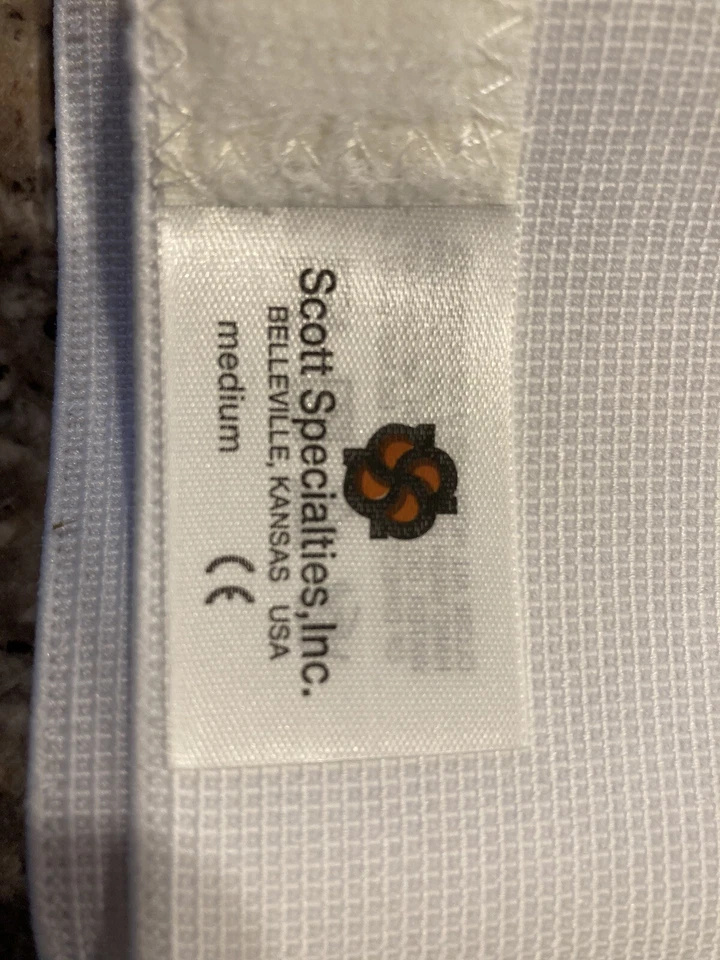 Scott Specialties,Inc.
BELLEVILLE, KANSAS USA
medium CE